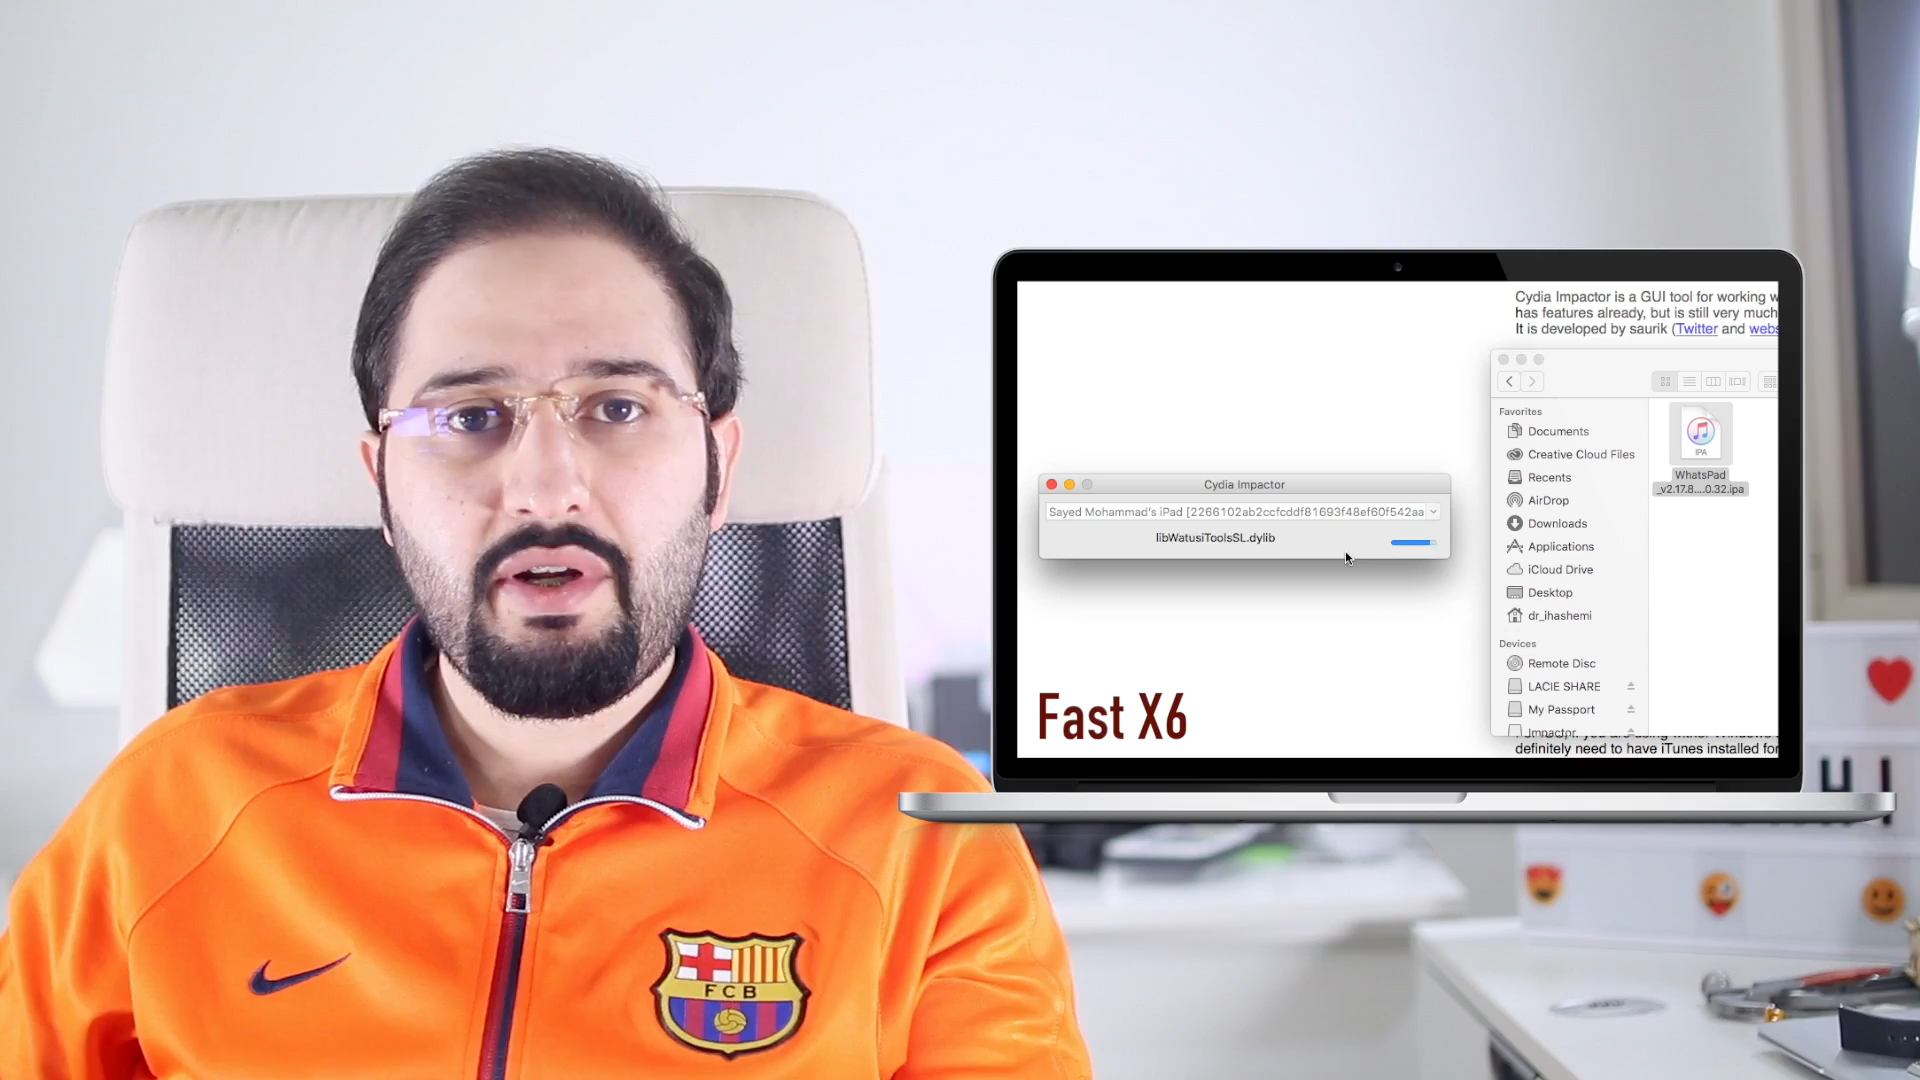 Cydia Impactor is a GUI tool for working w
has features already, but is still very much
It is developed by saurik (Twitter and webs
Favorites
Documents
Creative Cloud Files
Recents
AirDrop
Downloads
Applications
iCloud Drive
Desktop
dr_ihashemi
Devices
Remote Disc
LACIE SHARE
My Passport
Impactor
IPA
WhatsPad
_v2.17.8....0.32.ipa
Cydia Impactor
Sayed Mohammad's iPad [2266102ab2ccfcddf81693f48ef60f542aa
libWatusiToolsSL.dylib
Fast X6
definitely need to have iTunes installed for
FCB